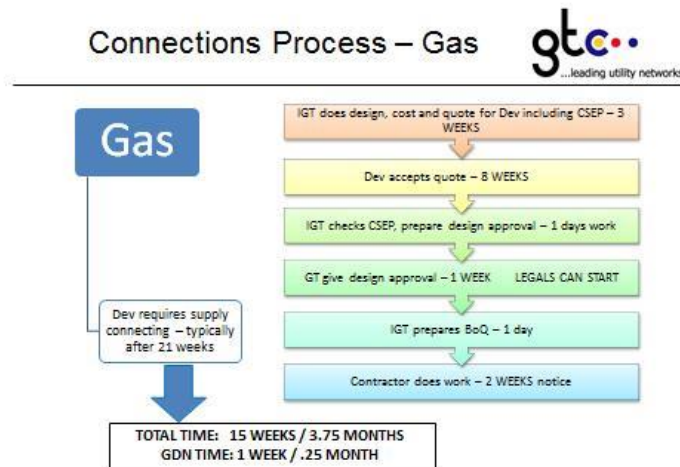 Connections Process – Gas
gtc
...leading utility networks
Gas
IGT does design, cost and quote for Dev including CSEP – 3
WEEKS
Dev accepts quote – 8 WEEKS
IGT checks CSEP, prepare design approval – 1 days work
GT give design approval – 1 WEEK LEGALS CAN START
IGT prepares BoQ – 1 day
Contractor does work – 2 WEEKS notice
Dev requires supply
connecting – typically
after 21 weeks
TOTAL TIME: 15 WEEKS / 3.75 MONTHS
GDN TIME: 1 WEEK / .25 MONTH